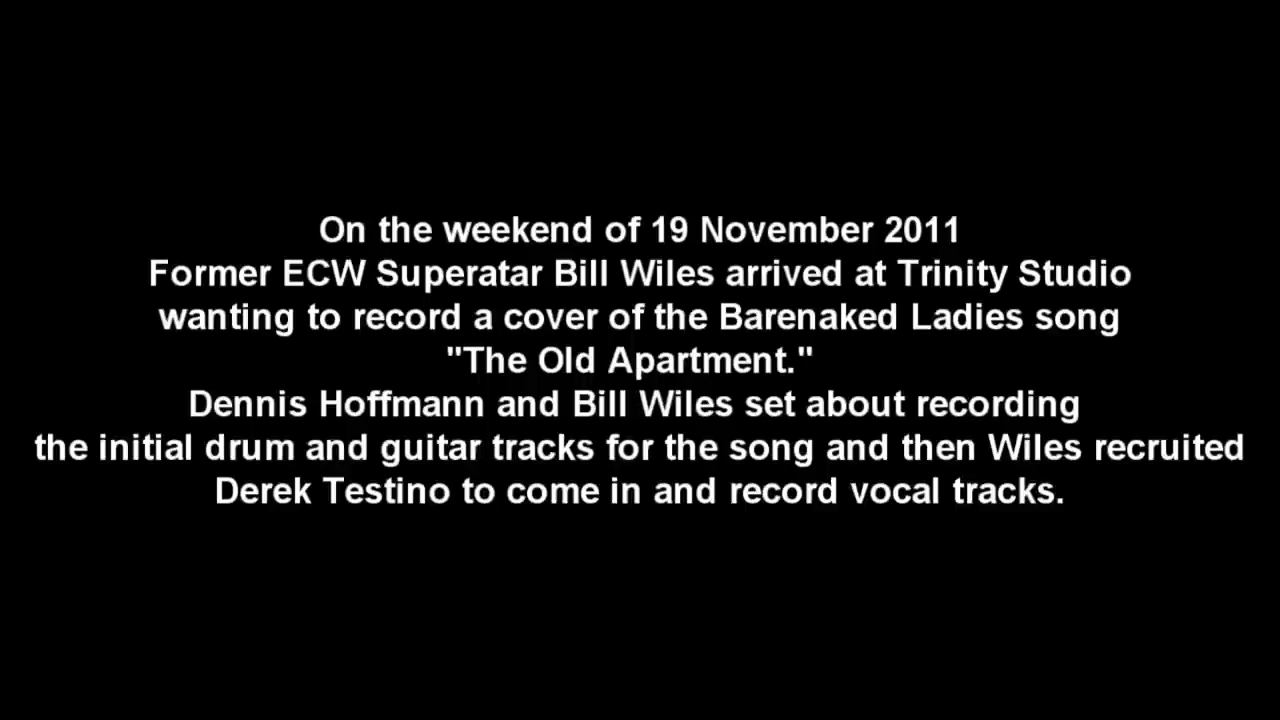 On the weekend of 19 November 2011
Former ECW Superatar Bill Wiles arrived at Trinity Studio
wanting to record a cover of the Barenaked Ladies song
"The Old Apartment."
Dennis Hoffmann and Bill Wiles set about recording
the initial drum and guitar tracks for the song and then Wiles recruited
Derek Testino to come in and record vocal tracks.